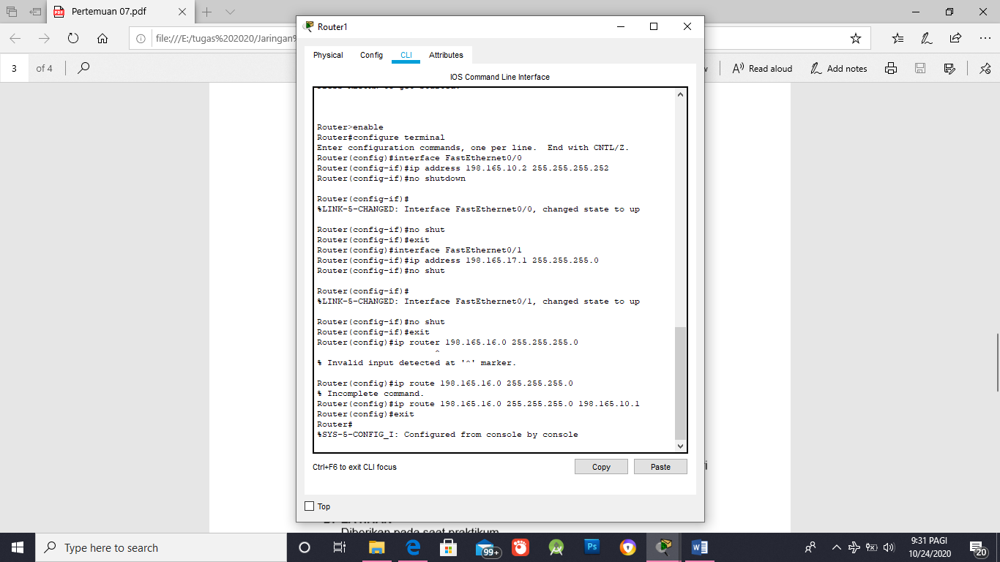 Pertemuan 07.pdf
file:///E:/tugas%202020/Jaringan%
3 of 4
Read aloud
Add notes
Router1
Physical Config CLI Attributes
IOS Command Line Interface
Router>enable
Router#configure terminal
Enter configuration commands, one per line.  End with CNTL/Z.
Router(config)#interface FastEthernet0/0
Router(config-if)#ip address 198.165.10.2 255.255.255.252
Router(config-if)#no shutdown
Router(config-if)#
%LINK-5-CHANGED: Interface FastEthernet0/0, changed state to up
Router(config-if)#no shut
Router(config-if)#exit
Router(config)#interface FastEthernet0/1
Router(config-if)#ip address 198.165.17.1 255.255.255.0
Router(config-if)#no shut
Router(config-if)#
%LINK-5-CHANGED: Interface FastEthernet0/1, changed state to up
Router(config-if)#no shut
Router(config-if)#exit
Router(config)#ip router 198.165.16.0 255.255.255.0
^
% Invalid input detected at '^' marker.
Router(config)#ip route 198.165.16.0 255.255.255.0
% Incomplete command.
Router(config)#ip route 198.165.16.0 255.255.255.0 198.165.10.1
Router(config)#exit
Router#
%SYS-5-CONFIG_I: Configured from console by console
Ctrl+F6 to exit CLI focus
Copy Paste
Top
Diberikan pada saat praktikum
Type here to search
99+
Ps
9:31 PAGI
10/24/2020
20